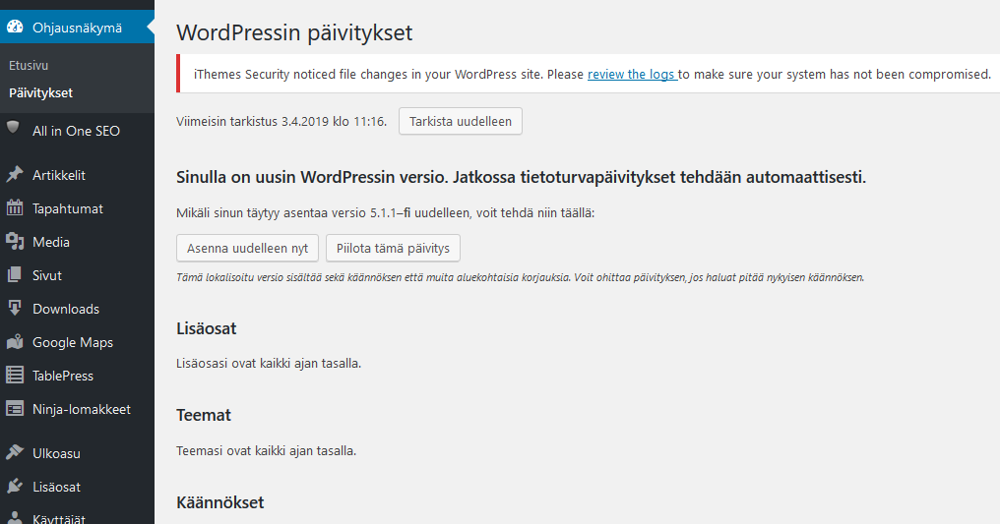 Ohjausnäkymä
Etusivu
Päivitykset
All in One SEO
Artikkelit
Tapahtumat
Media
Sivut
Downloads
Google Maps
TablePress
Ninja-lomakkeet
Ulkoasu
Lisäosat
Käyttäjät
WordPressin päivitykset
iThemes Security noticed file changes in your WordPress site. Please review the logs to make sure your system has not been compromised.
Viimeisin tarkistus 3.4.2019 klo 11:16. Tarkista uudelleen
Sinulla on uusin WordPressin versio. Jatkossa tietoturvapäivitykset tehdään automaattisesti.
Mikäli sinun täytyy asentaa versio 5.1.1–fi uudelleen, voit tehdä niin täällä:
Asenna uudelleen nyt Piilota tämä päivitys
Tämä lokalisoitu versio sisältää sekä käännöksen että muita aluekohtaisia korjauksia. Voit ohittaa päivityksen, jos haluat pitää nykyisen käännöksen.
Lisäosat
Lisäosasi ovat kaikki ajan tasalla.
Teemat
Teemasi ovat kaikki ajan tasalla.
Käännökset